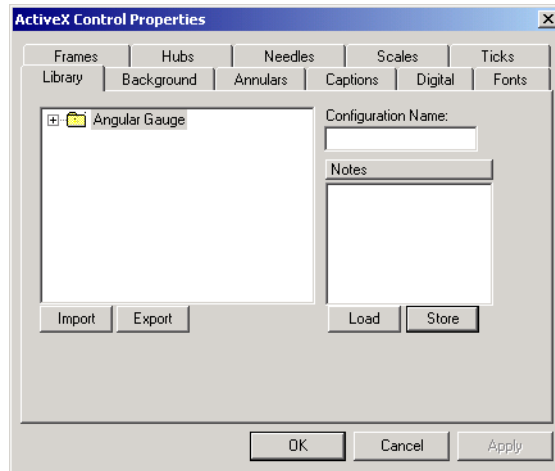 ActiveX Control Properties
Frames Hubs Needles Scales Ticks
Library Background Annulars Captions Digital Fonts
Angular Gauge
Configuration Name:
Notes
Import Export Load Store
OK Cancel Apply